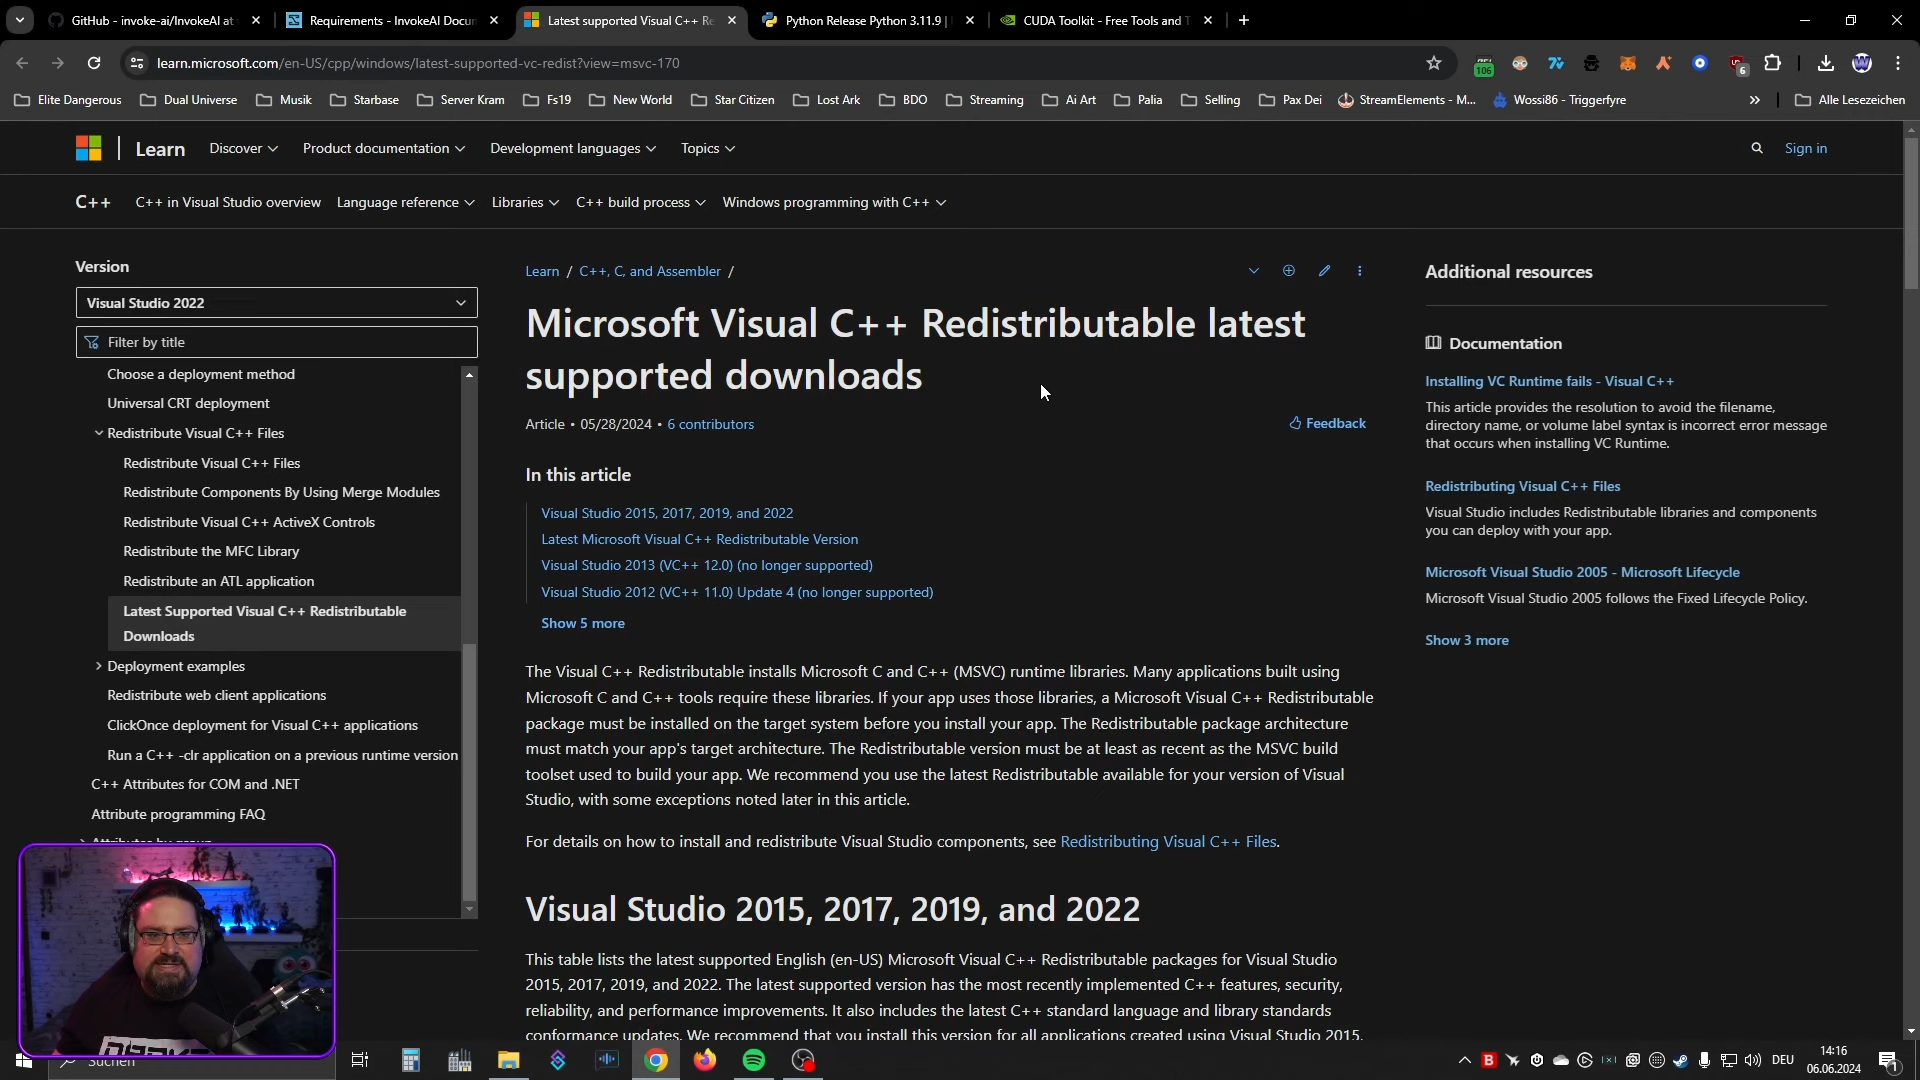 GitHub - invoke-ai/InvokeAI at
Requirements - InvokeAI Docum
Latest supported Visual C++ Re
Python Release Python 3.11.9 |
CUDA Toolkit - Free Tools and T
learn.microsoft.com/en-US/cpp/windows/latest-supported-vc-redist?view=msvc-170
106
6
Elite Dangerous
Dual Universe
Musik
Starbase
Server Kram
Fs19
New World
Star Citizen
Lost Ark
BDO
Streaming
Ai Art
Palia
Selling
Pax Dei
StreamElements - M...
Wossi86 - Triggerfyre
Alle Lesezeichen
Learn
Discover
Product documentation
Development languages
Topics
Sign in
C++
C++ in Visual Studio overview
Language reference
Libraries
C++ build process
Windows programming with C++
Version
Visual Studio 2022
Filter by title
Choose a deployment method
Universal CRT deployment
Redistribute Visual C++ Files
Redistribute Visual C++ Files
Redistribute Components By Using Merge Modules
Redistribute Visual C++ ActiveX Controls
Redistribute the MFC Library
Redistribute an ATL application
Latest Supported Visual C++ Redistributable
Downloads
Deployment examples
Redistribute web client applications
ClickOnce deployment for Visual C++ applications
Run a C++ -clr application on a previous runtime version
C++ Attributes for COM and .NET
Attribute programming FAQ
Learn / C++, C, and Assembler /
Microsoft Visual C++ Redistributable latest
supported downloads
Article • 05/28/2024 • 6 contributors
Feedback
In this article
Visual Studio 2015, 2017, 2019, and 2022
Latest Microsoft Visual C++ Redistributable Version
Visual Studio 2013 (VC++ 12.0) (no longer supported)
Visual Studio 2012 (VC++ 11.0) Update 4 (no longer supported)
Show 5 more
The Visual C++ Redistributable installs Microsoft C and C++ (MSVC) runtime libraries. Many applications built using
Microsoft C and C++ tools require these libraries. If your app uses those libraries, a Microsoft Visual C++ Redistributable
package must be installed on the target system before you install your app. The Redistributable package architecture
must match your app's target architecture. The Redistributable version must be at least as recent as the MSVC build
toolset used to build your app. We recommend you use the latest Redistributable available for your version of Visual
Studio, with some exceptions noted later in this article.
For details on how to install and redistribute Visual Studio components, see Redistributing Visual C++ Files.
Visual Studio 2015, 2017, 2019, and 2022
This table lists the latest supported English (en-US) Microsoft Visual C++ Redistributable packages for Visual Studio
2015, 2017, 2019, and 2022. The latest supported version has the most recently implemented C++ features, security,
reliability, and performance improvements. It also includes the latest C++ standard language and library standards
conformance updates. We recommend that you install this version for all applications created using Visual Studio 2015,
Additional resources
Documentation
Installing VC Runtime fails - Visual C++
This article provides the resolution to avoid the filename,
directory name, or volume label syntax is incorrect error message
that occurs when installing VC Runtime.
Redistributing Visual C++ Files
Visual Studio includes Redistributable libraries and components
you can deploy with your app.
Microsoft Visual Studio 2005 - Microsoft Lifecycle
Microsoft Visual Studio 2005 follows the Fixed Lifecycle Policy.
Show 3 more
Suchen
DEU
14:16
06.06.2024
1